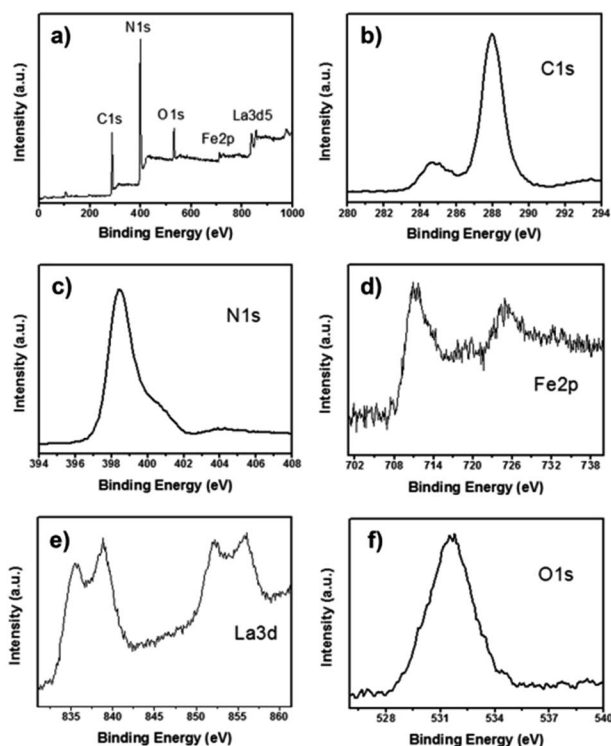 a)
N1s
C1s
O1s
Fe2p
La3d5
Intensity (a.u.)
0 200 400 600 800 1000
Binding Energy (eV)
b)
C1s
Intensity (a.u.)
280 282 284 286 288 290 292 294
Binding Energy (eV)
c)
N1s
Intensity (a.u.)
394 396 398 400 402 404 406 408
Binding Energy (eV)
d)
Fe2p
Intensity (a.u.)
702 708 714 720 726 732 738
Binding Energy (eV)
e)
La3d
Intensity (a.u.)
835 840 845 850 855 860
Binding Energy (eV)
f)
O1s
Intensity (a.u.)
528 531 534 537 540
Binding Energy (eV)